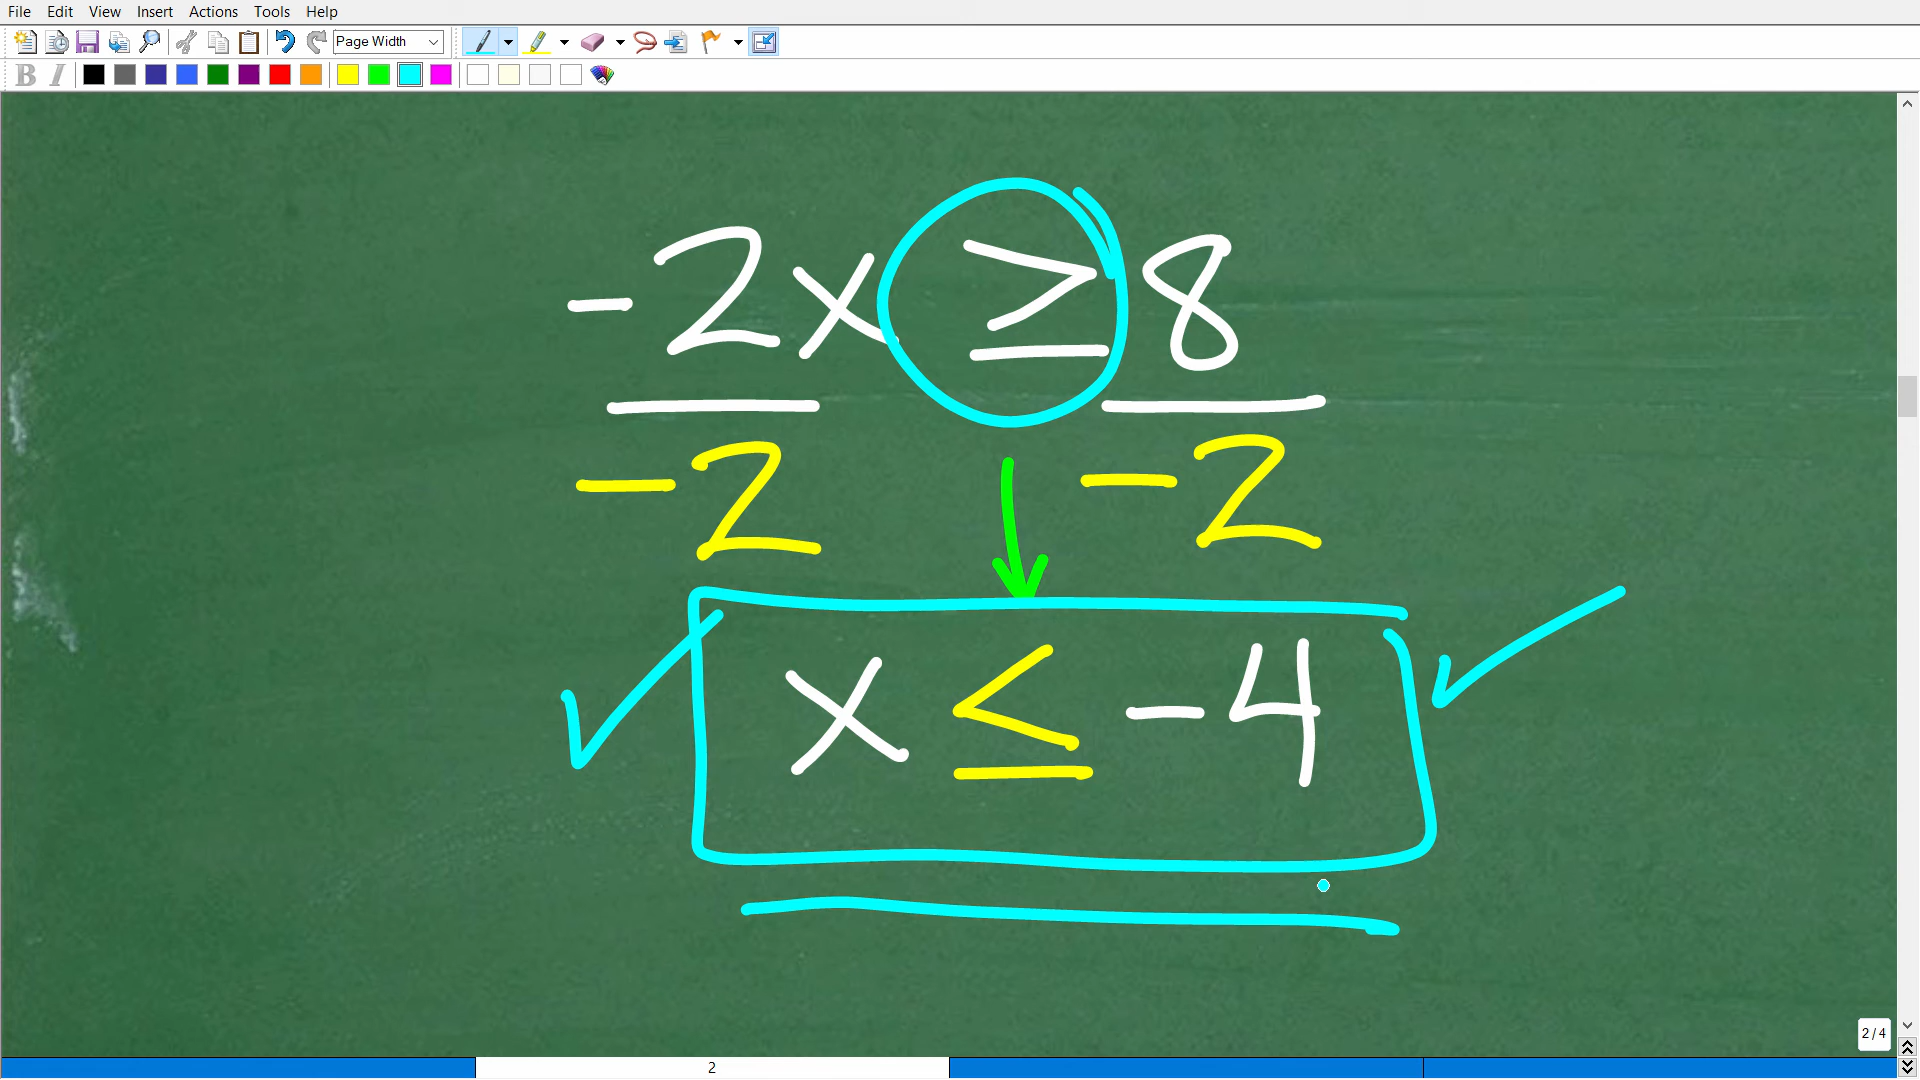 File Edit View Insert Actions Tools Help
Page Width
B I
-2x ≥ 8
-2 -2
x ≤ -4
2 / 4
2